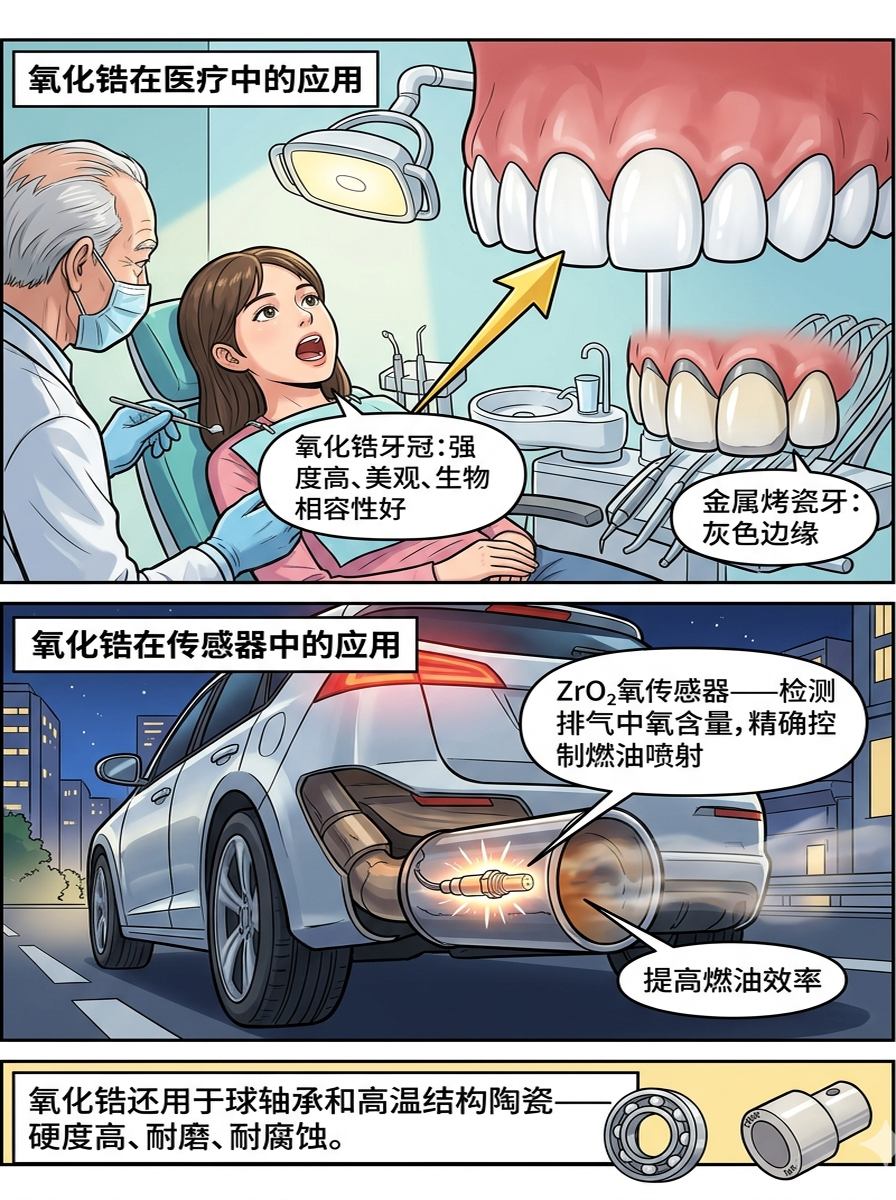 氧化锆在医疗中的应用
氧化锆牙冠：强
度高、美观、生物
相容性好
金属烤瓷牙：
灰色边缘
氧化锆在传感器中的应用
ZrO₂氧传感器——检测
排气中氧含量，精确控
制燃油喷射
提高燃油效率
氧化锆还用于球轴承和高温结构陶瓷——
硬度高、耐磨、耐腐蚀。